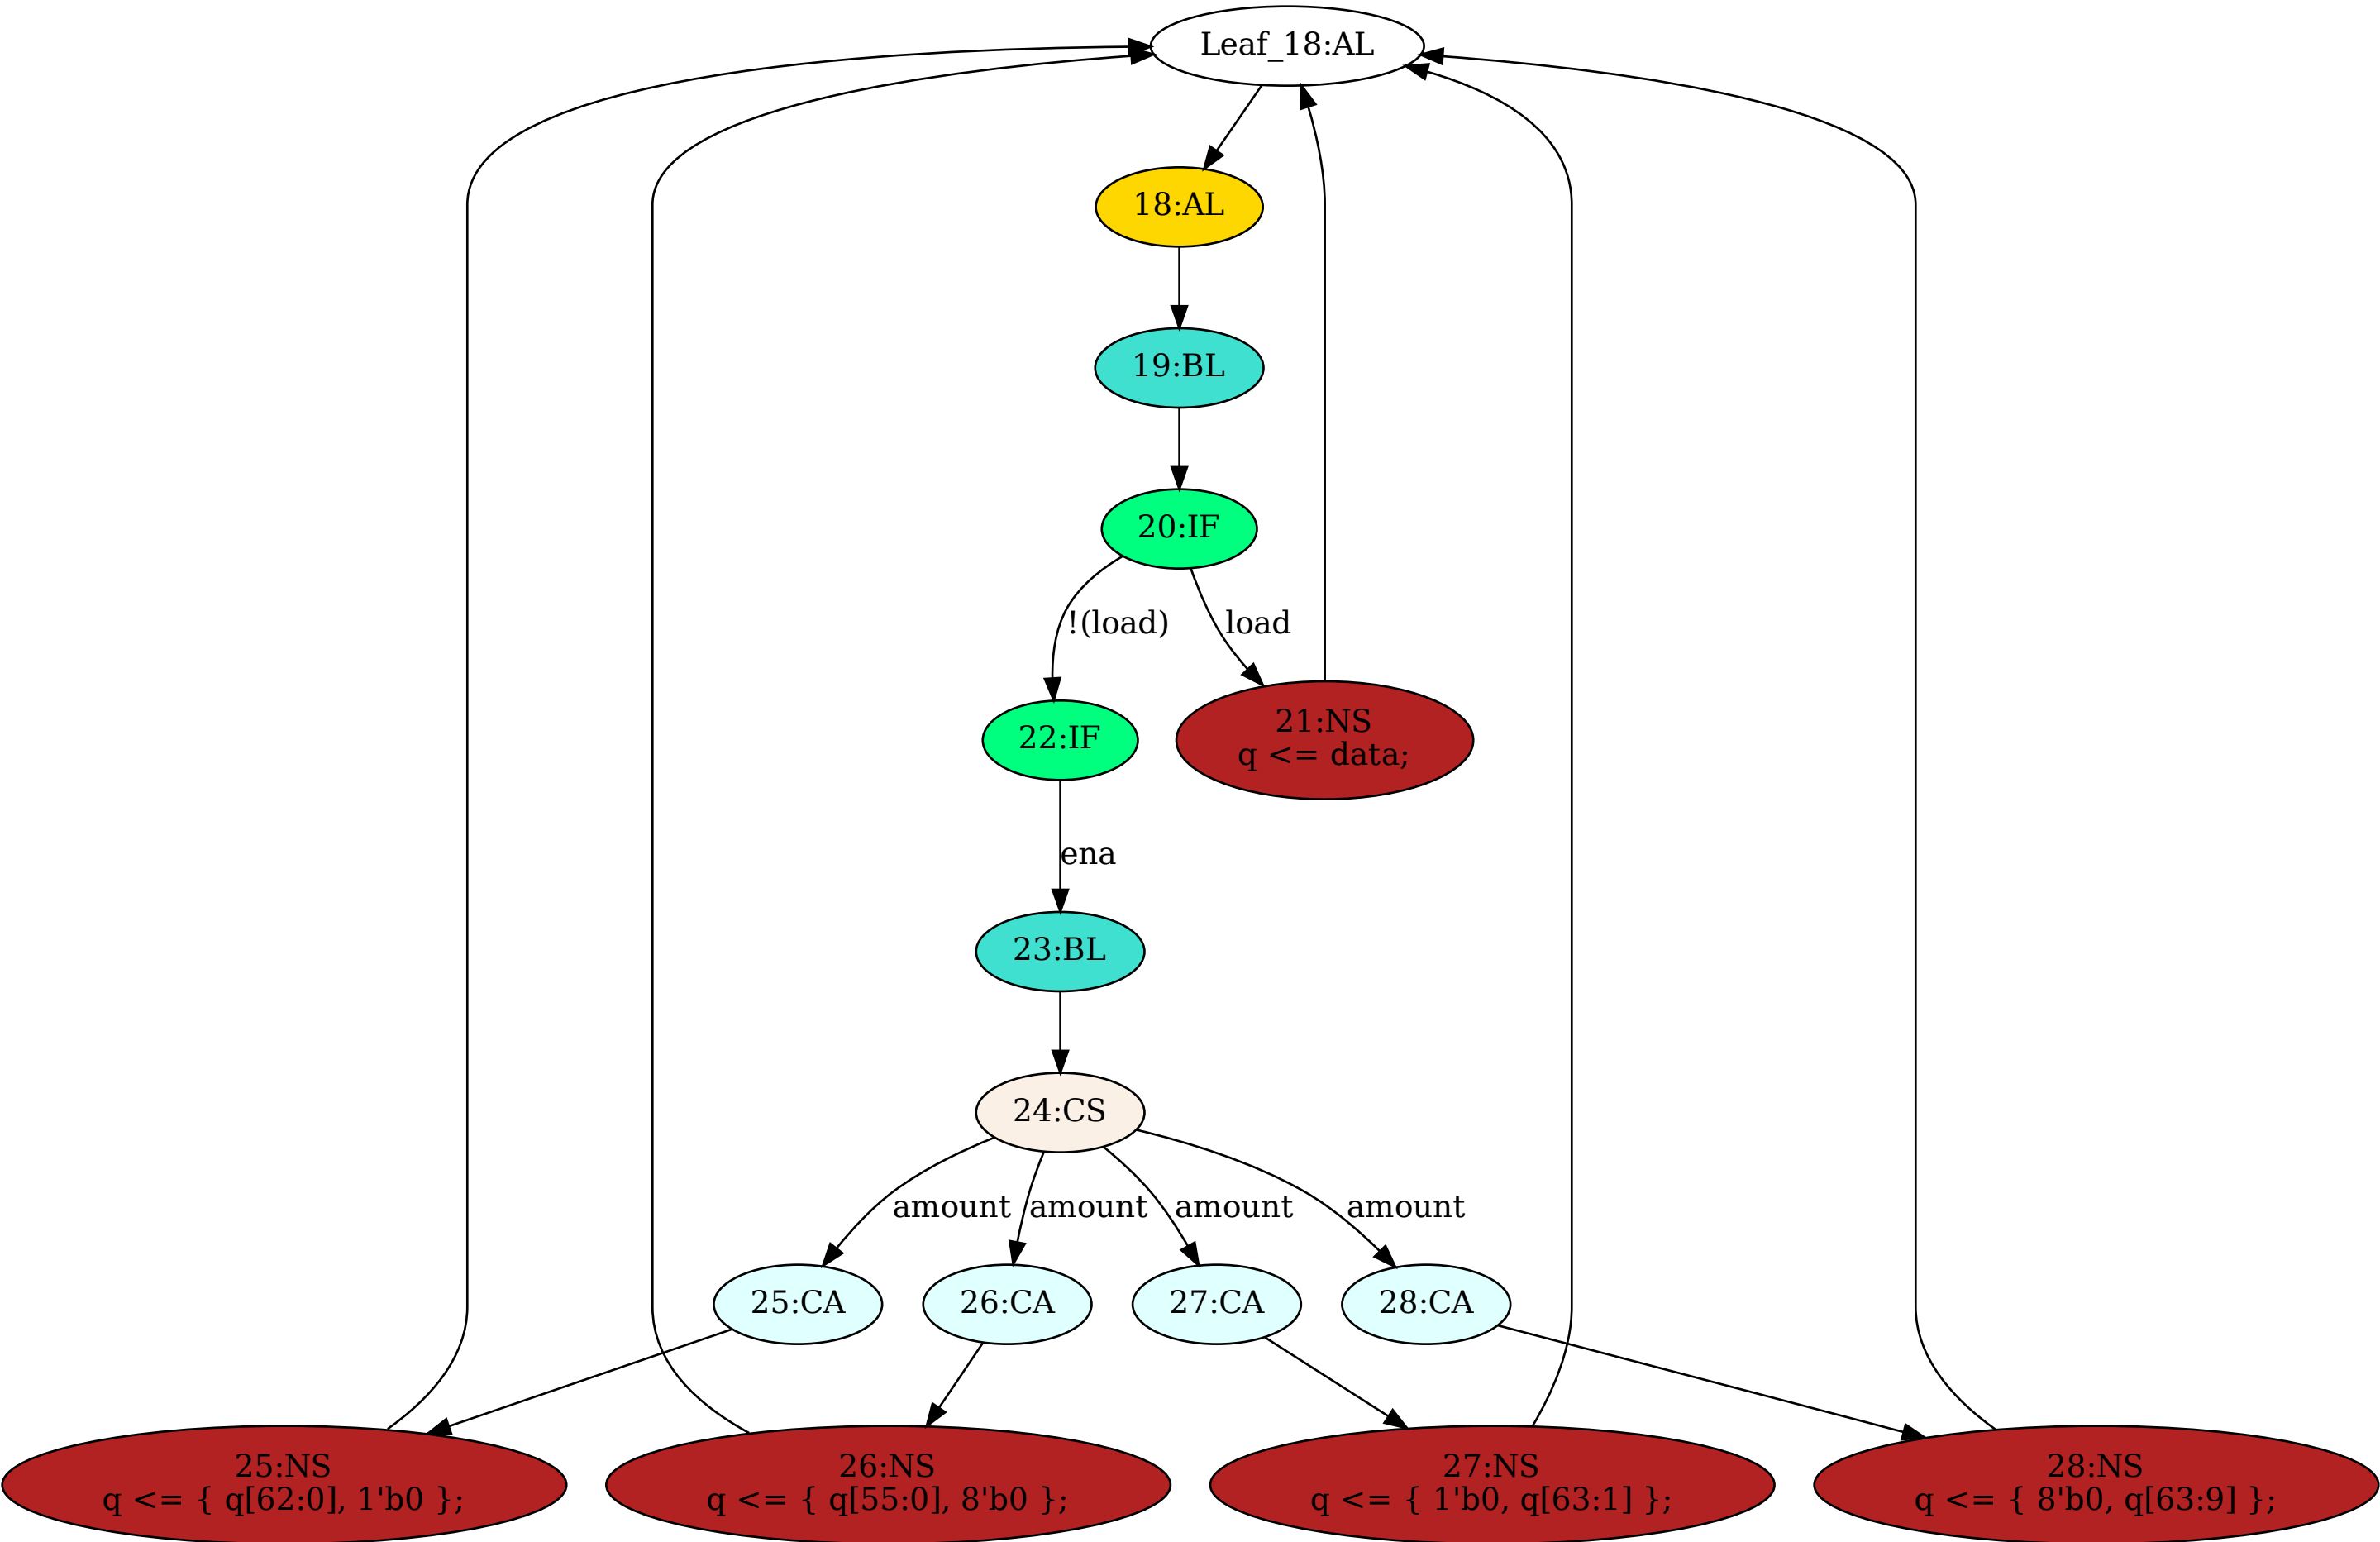 Leaf_18:AL
18:AL
19:BL
20:IF
!(load)
load
22:IF
21:NS
q <= data;
ena
23:BL
24:CS
amount
amount
amount
amount
25:CA
26:CA
27:CA
28:CA
25:NS
q <= { q[62:0], 1'b0 };
26:NS
q <= { q[55:0], 8'b0 };
27:NS
q <= { 1'b0, q[63:1] };
28:NS
q <= { 8'b0, q[63:9] };